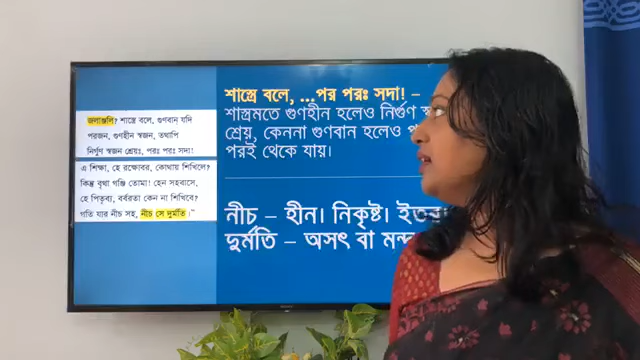 জলাঞ্জলি? শাস্ত্রে বলে, গুণবান্ যদি
পরজন, গুণহীন স্বজন, তথাপি
নির্গুণ স্বজন শ্রেয়ঃ, পরঃ পরঃ সদা!
এ শিক্ষা, হে রক্ষোবর, কোথায় শিখিলে?
কিন্তু বৃথা গঞ্জি তোমা! হেন সহবাসে,
হে পিতৃব্য, বর্বরতা কেন না শিখিবে?
গতি যার নীচ সহ, নীচ সে দুর্মতি।"
শাস্ত্রে বলে, ...পর পরঃ সদা! –
শাস্ত্রমতে গুণহীন হলেও নির্গুণ
শ্রেয়, কেননা গুণবান হলেও
পরই থেকে যায়।
নীচ – হীন। নিকৃষ্ট। ইতর
দুর্মতি – অসৎ বা মন্দ